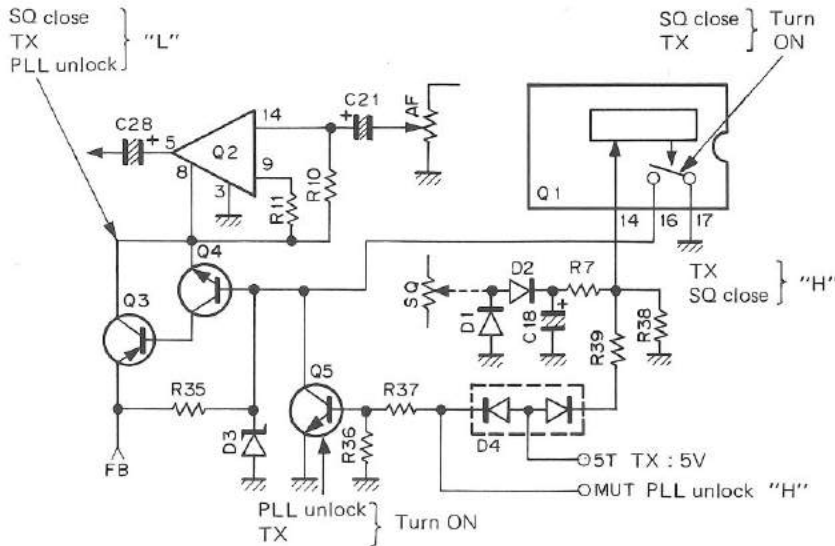 SQ close
TX
PLL unlock
"L"
SQ close
TX
Turn
ON
C28
+
5
Q2
8
3
14
9
C21
+
AF
R11
R10
Q1
14
16
17
Q4
Q3
SQ
D2
R7
D1
+
C18
R39
R38
TX
SQ close
"H"
R35
D3
FB
Q5
R37
R36
D4
5T TX : 5V
MUT PLL unlock "H"
PLL unlock
TX
Turn ON